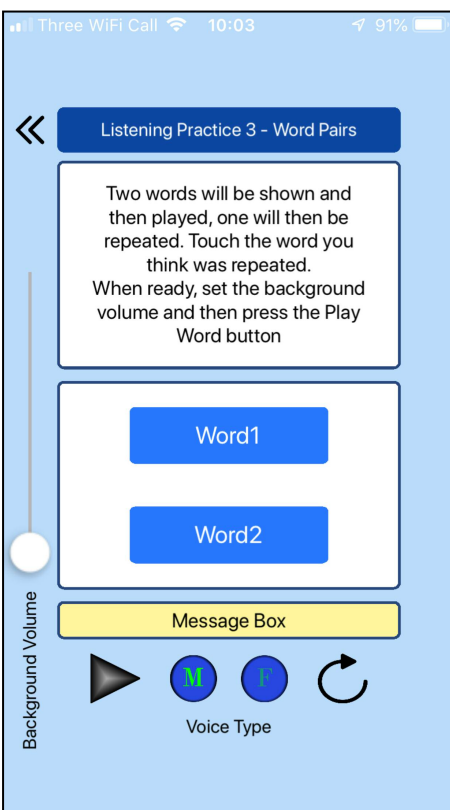 Three WiFi Call 10:03 91%
Listening Practice 3 - Word Pairs
Two words will be shown and
then played, one will then be
repeated. Touch the word you
think was repeated.
When ready, set the background
volume and then press the Play
Word button
Word1
Word2
Background Volume
Message Box
M F
Voice Type